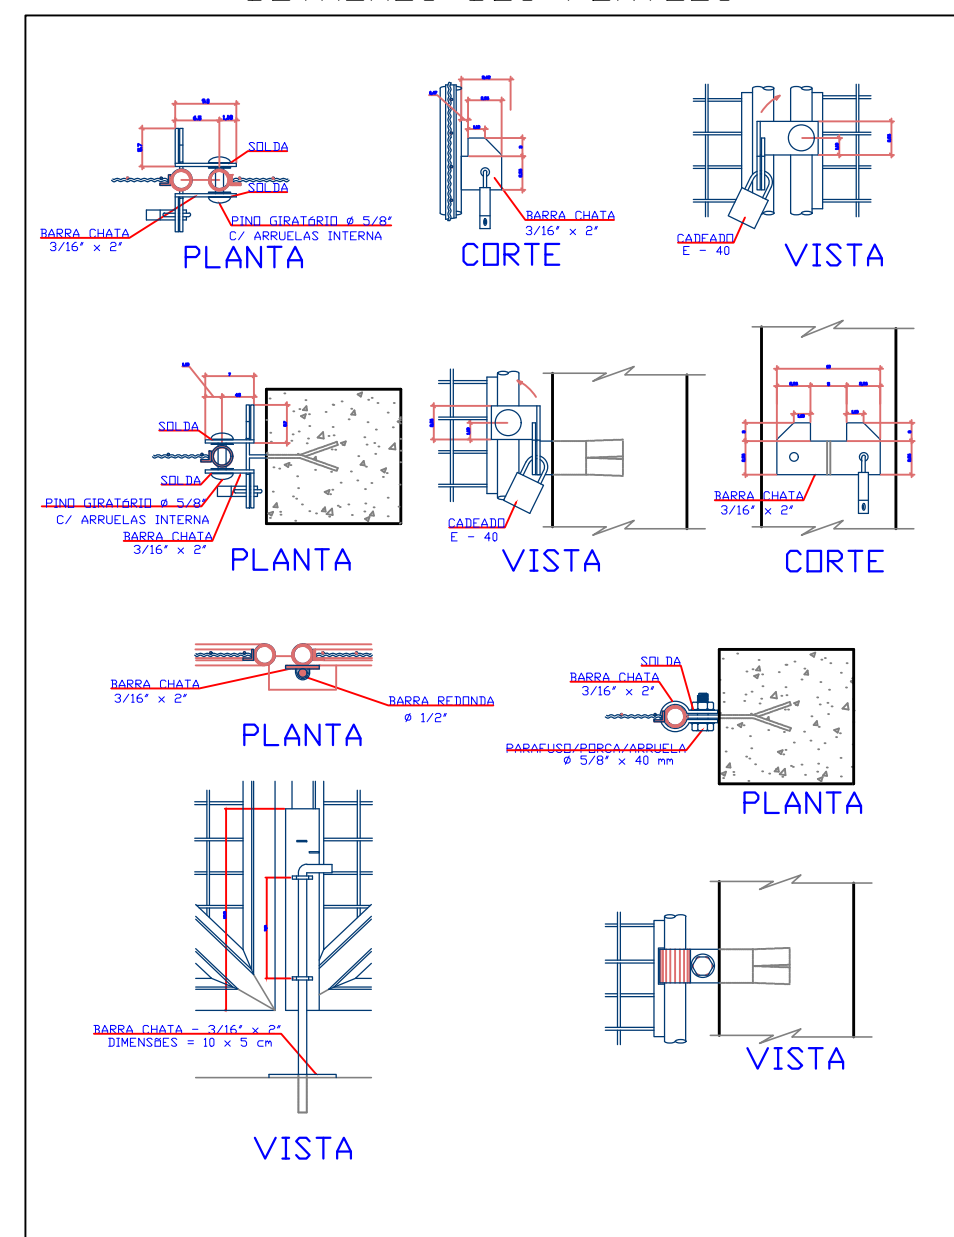 SOLDA
SOLDA
PINO GIRATóRIO ø 5/8"
C/ ARRUELAS INTERNA
BARRA CHATA
3/16" x 2"
PLANTA
BARRA CHATA
3/16" x 2"
CORTE
CADEADO
E - 40
VISTA
SOLDA
SOLDA
PINO GIRATóRIO ø 5/8"
C/ ARRUELAS INTERNA
BARRA CHATA
3/16" x 2"
PLANTA
CADEADO
E - 40
VISTA
BARRA CHATA
3/16" x 2"
CORTE
BARRA CHATA
3/16" x 2"
BARRA REDONDA
ø 1/2"
PLANTA
SOLDA
BARRA CHATA
3/16" x 2"
PARAFUSO/PORCA/ARRUELA
ø 5/8" x 40 mm
PLANTA
BARRA CHATA - 3/16" x 2"
DIMENSõES = 10 x 5 cm
VISTA
VISTA